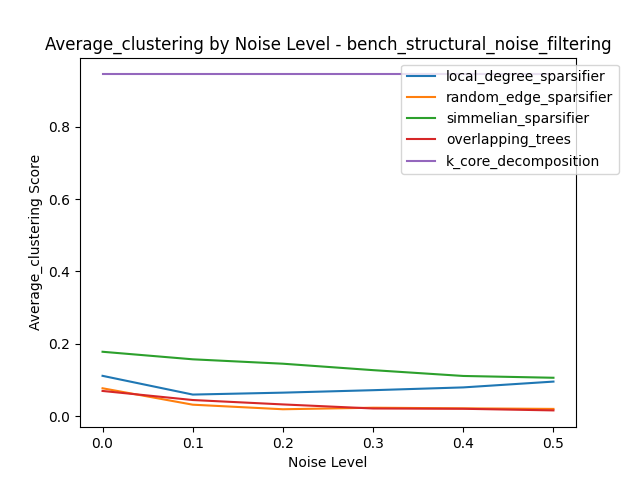 Average_clustering by Noise Level - bench_structural_noise_filtering
local_degree_sparsifier
random_edge_sparsifier
simmelian_sparsifier
overlapping_trees
k_core_decomposition
Average_clustering Score
0.8
0.6
0.4
0.2
0.0
0.0 0.1 0.2 0.3 0.4 0.5
Noise Level